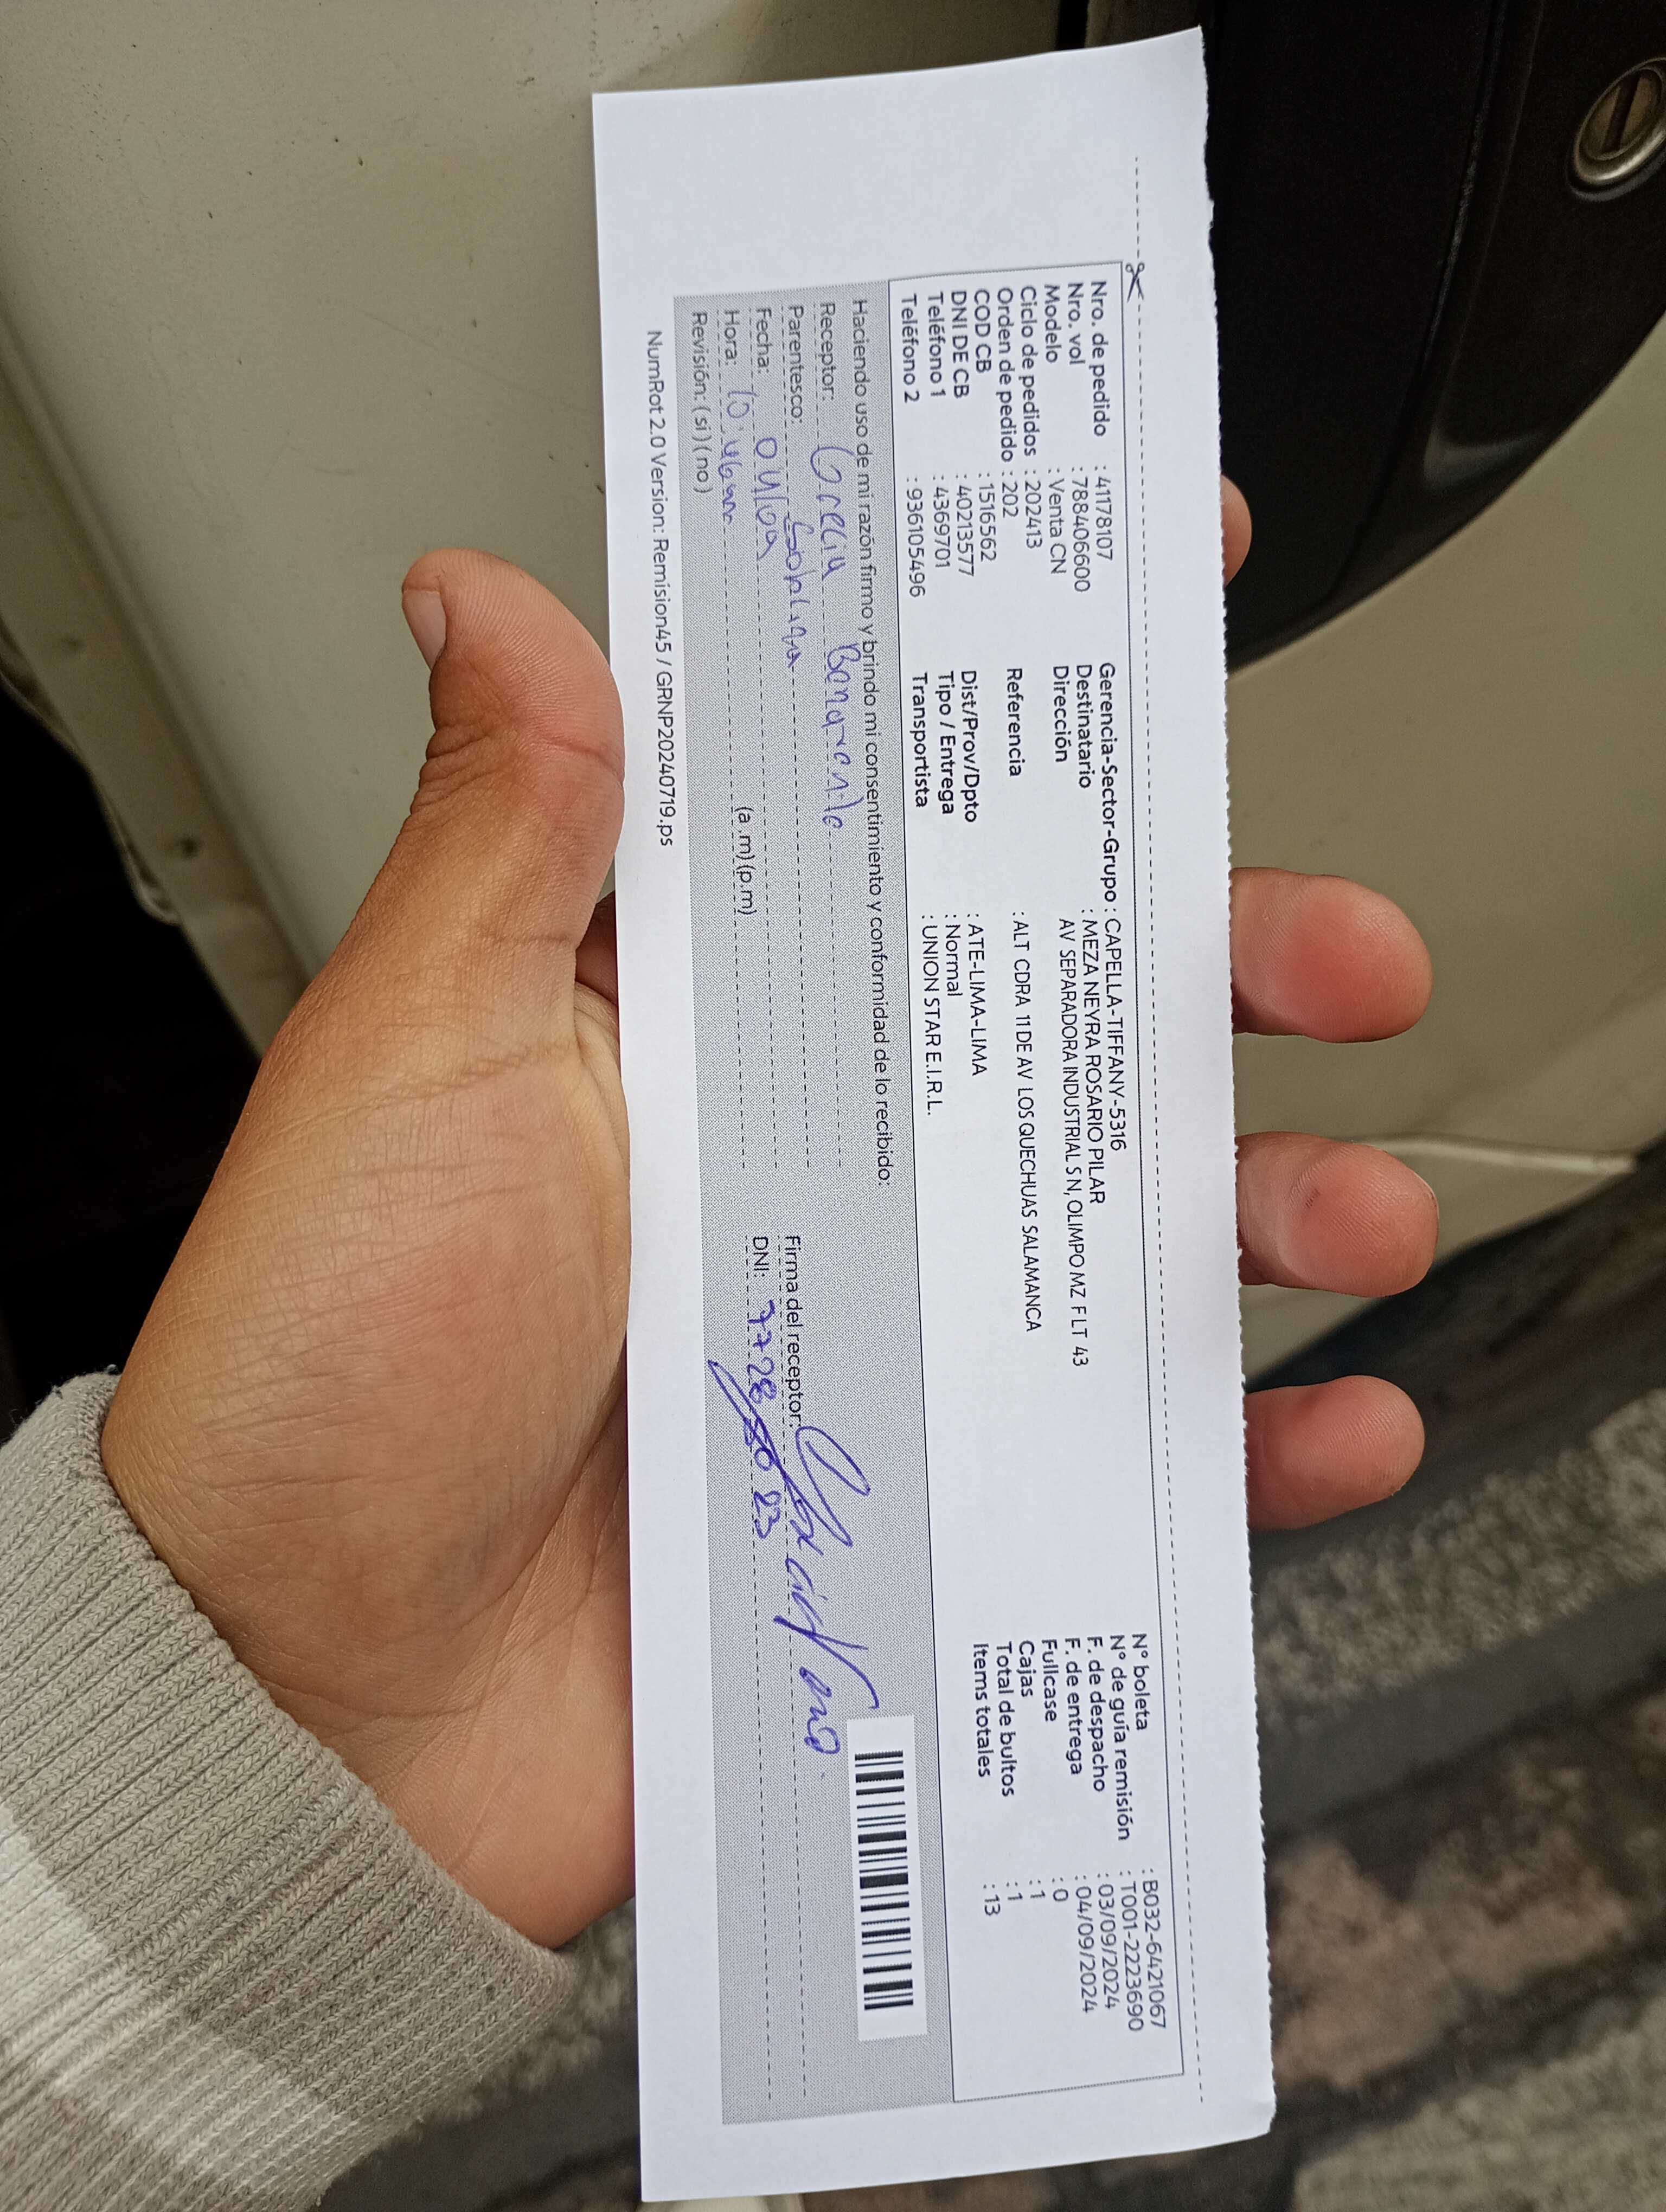 Nro. de pedido : 41178107
Nro. vol : 788406600
Modelo : Venta CN
Ciclo de pedidos : 202413
Orden de pedido : 202
COD CB : 1516562
DNI DE CB : 40213577
Teléfono 1 : 4369701
Teléfono 2 : 936105496
Gerencia-Sector-Grupo : CAPELLA-TIFFANY-5316
Destinatario : MEZA NEYRA ROSARIO PILAR
Dirección AV SEPARADORA INDUSTRIAL S N, OLIMPO MZ F LT 43
Referencia : ALT CDRA 11 DE AV LOS QUECHUAS SALAMANCA
Dist/Prov/Dpto : ATE-LIMA-LIMA
Tipo / Entrega : Normal
Transportista : UNION STAR E.I.R.L.
N° boleta : B032-6421067
N° de guía remisión : T001-2223690
F. de despacho : 03/09/2024
F. de entrega : 04/09/2024
Fullcase : 0
Cajas : 1
Total de bultos : 1
Items totales : 13
Haciendo uso de mi razón firmo y brindo mi consentimiento y conformidad de lo recibido:
Receptor: Grecia Benavente
Parentesco:
Fecha: 04/09
Hora: 10 (a.m) (p.m)
Revisión: (si) (no)
Firma del receptor:
DNI:
NumRot 2.0 Version: Remision45 / GRNP20240719.ps